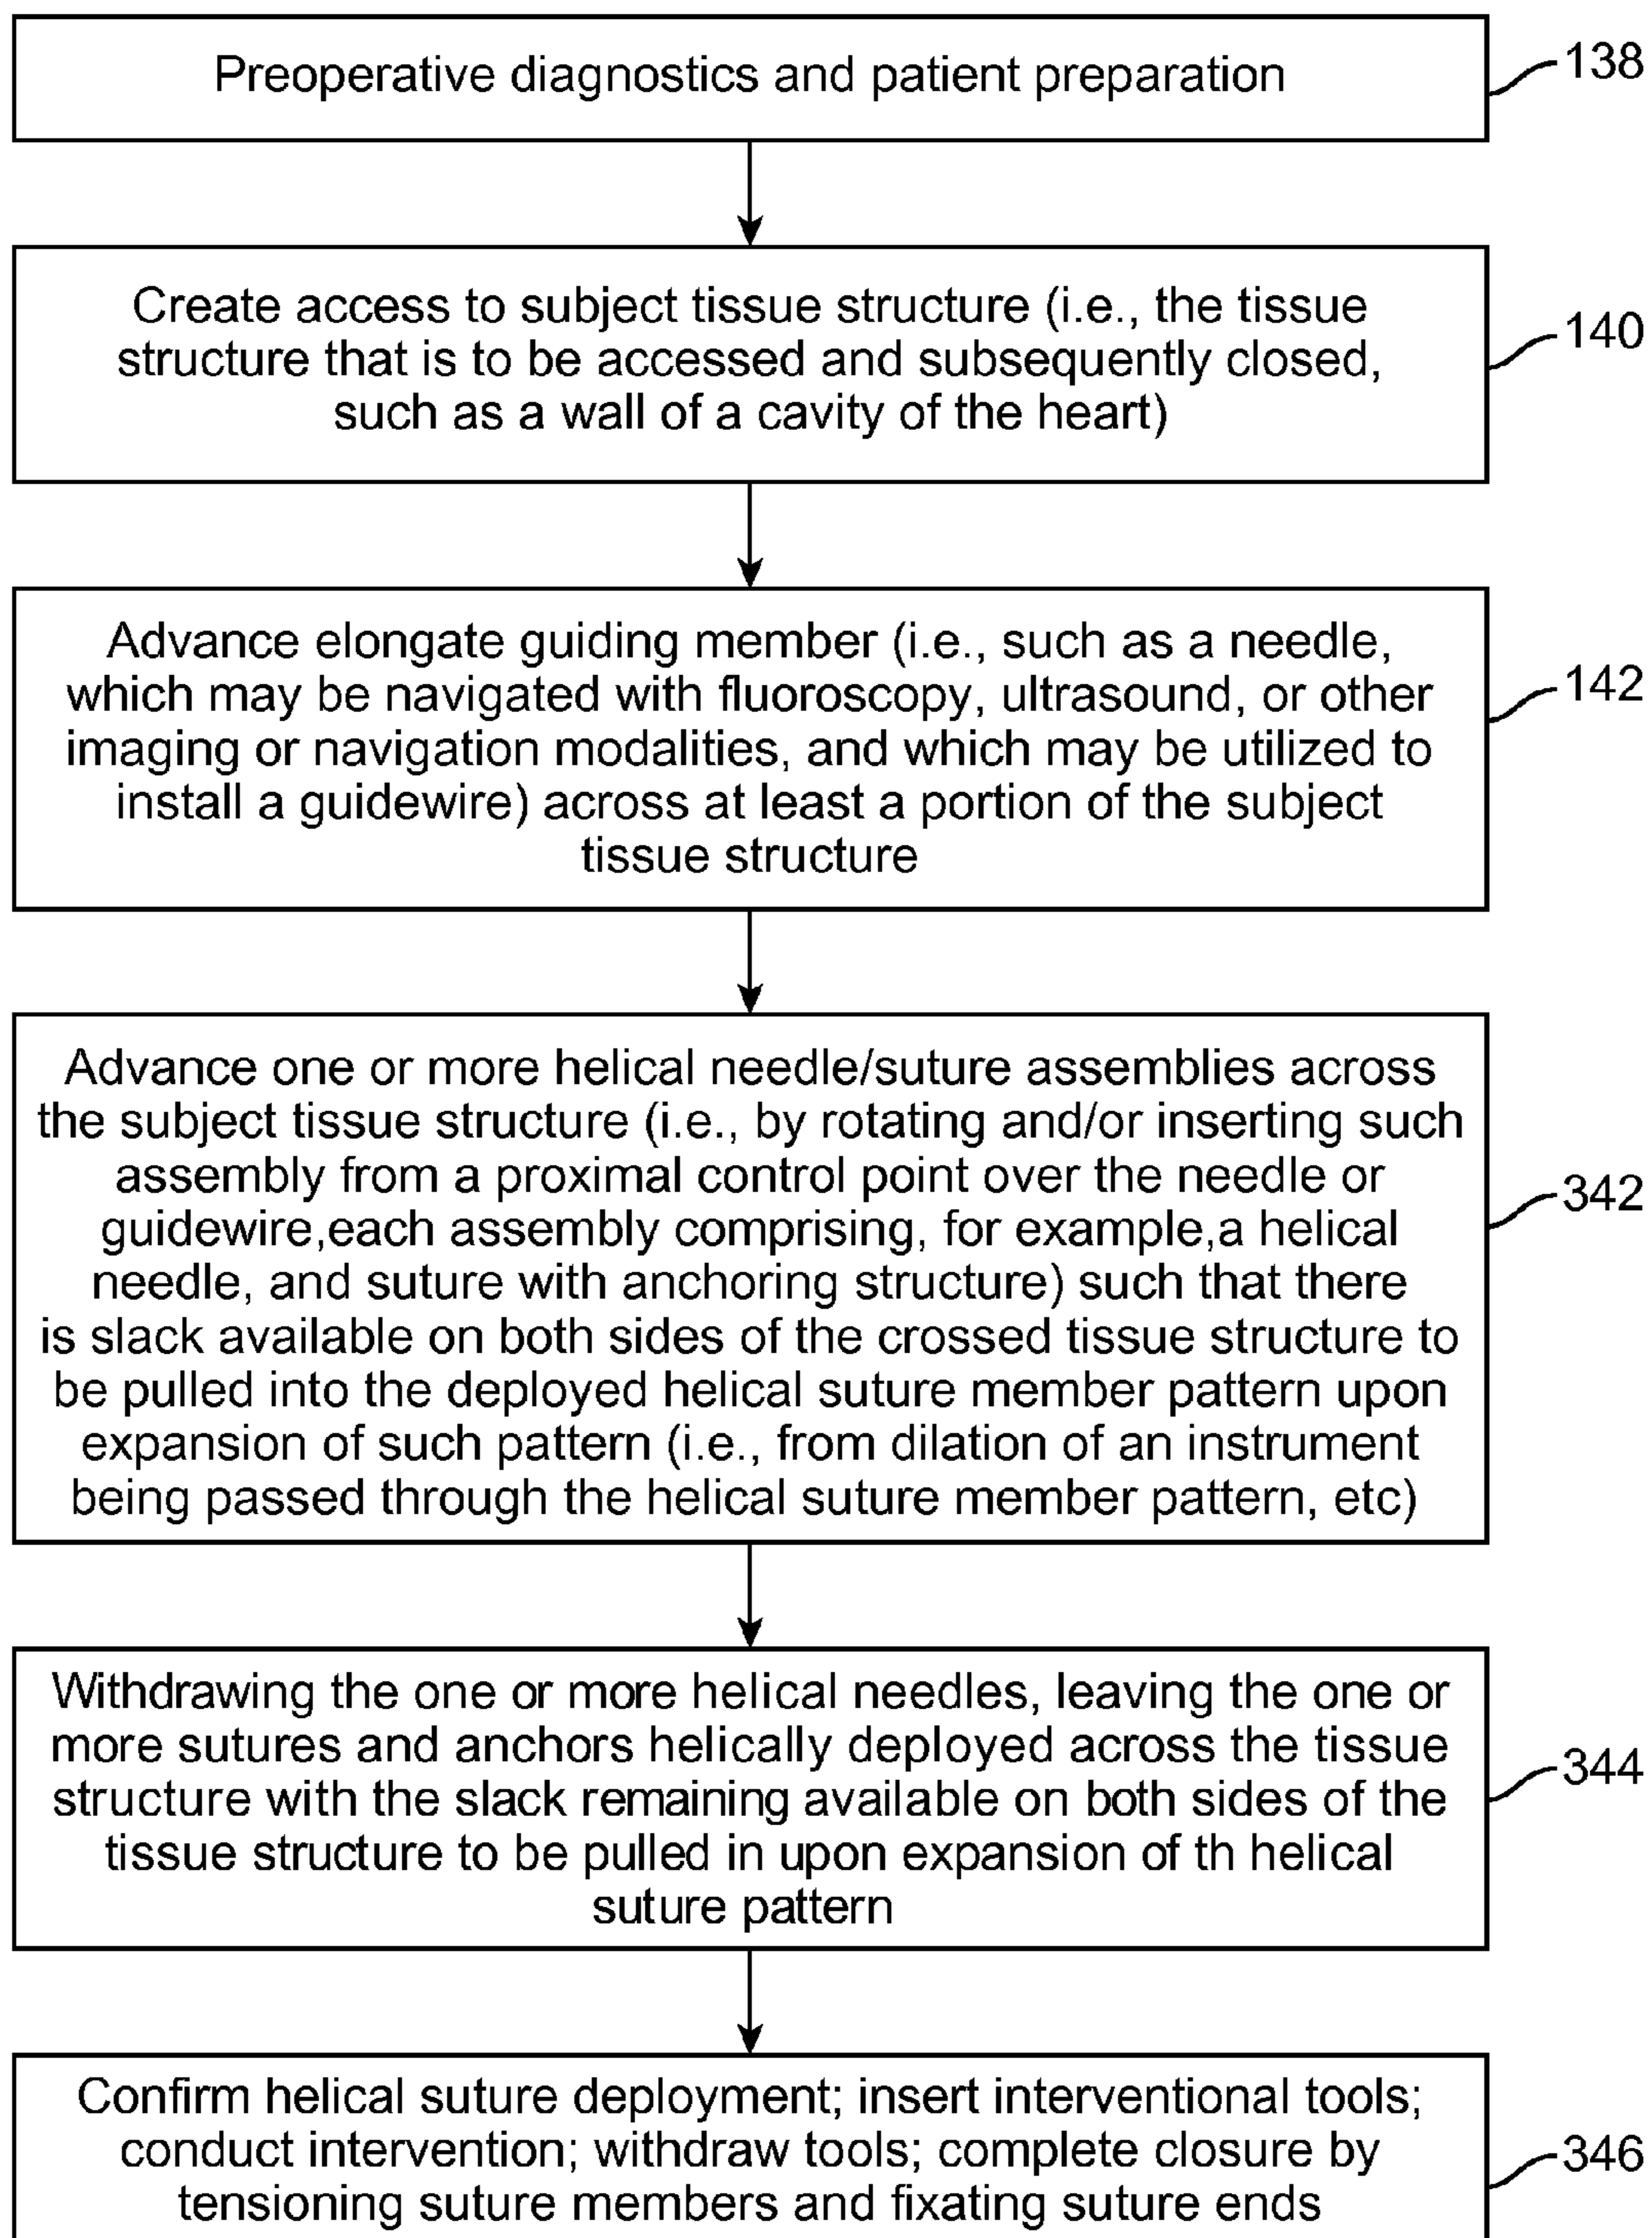 Preoperative diagnostics and patient preparation
138
Create access to subject tissue structure (i.e., the tissue
structure that is to be accessed and subsequently closed,
such as a wall of a cavity of the heart)
140
Advance elongate guiding member (i.e., such as a needle,
which may be navigated with fluoroscopy, ultrasound, or other
imaging or navigation modalities, and which may be utilized to
install a guidewire) across at least a portion of the subject
tissue structure
142
Advance one or more helical needle/suture assemblies across
the subject tissue structure (i.e., by rotating and/or inserting such
assembly from a proximal control point over the needle or
guidewire,each assembly comprising, for example,a helical
needle, and suture with anchoring structure) such that there
is slack available on both sides of the crossed tissue structure to
be pulled into the deployed helical suture member pattern upon
expansion of such pattern (i.e., from dilation of an instrument
being passed through the helical suture member pattern, etc)
342
Withdrawing the one or more helical needles, leaving the one or
more sutures and anchors helically deployed across the tissue
structure with the slack remaining available on both sides of the
tissue structure to be pulled in upon expansion of th helical
suture pattern
344
Confirm helical suture deployment; insert interventional tools;
conduct intervention; withdraw tools; complete closure by
tensioning suture members and fixating suture ends
346